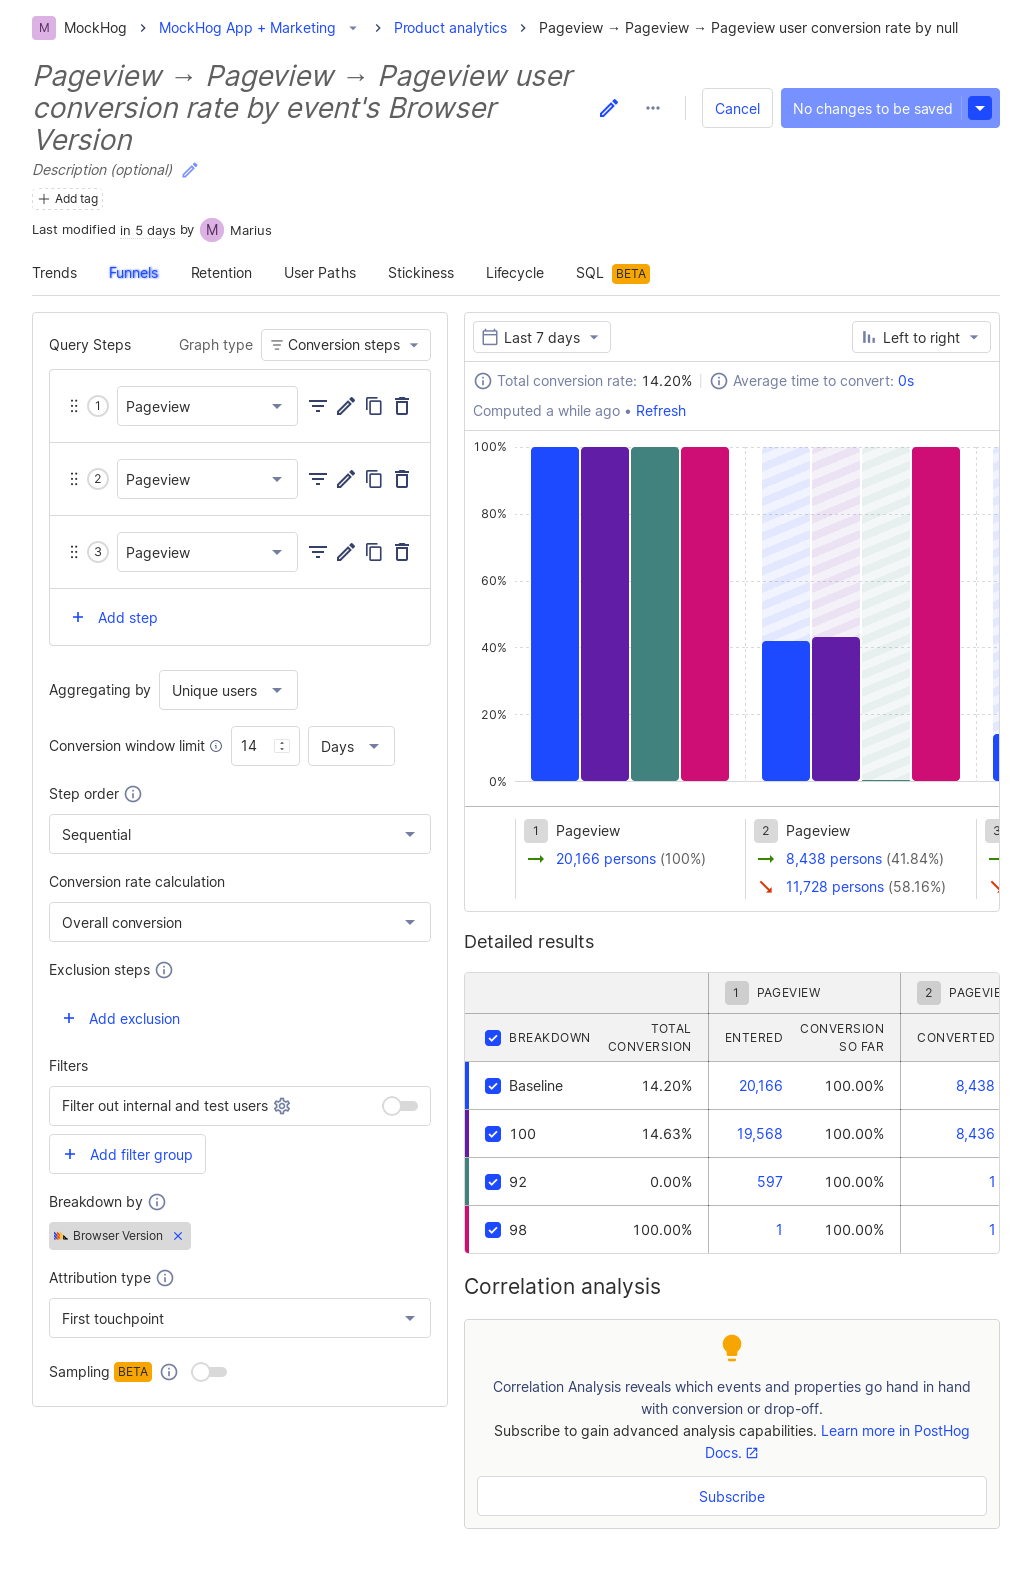 M MockHog MockHog App + Marketing Product analytics Pageview → Pageview → Pageview user conversion rate by null
Pageview → Pageview → Pageview user
conversion rate by event's Browser
Version
Cancel No changes to be saved
Description (optional)
Add tag
Last modified in 5 days by M Marius
Trends Funnels Retention User Paths Stickiness Lifecycle SQL BETA
Query Steps Graph type Conversion steps
1 Pageview
2 Pageview
3 Pageview
Add step
Aggregating by Unique users
Conversion window limit 14 Days
Step order
Sequential
Conversion rate calculation
Overall conversion
Exclusion steps
Add exclusion
Filters
Filter out internal and test users
Add filter group
Breakdown by
Browser Version
Attribution type
First touchpoint
Sampling BETA
Last 7 days Left to right
Total conversion rate: 14.20% Average time to convert: 0s
Computed a while ago • Refresh
100%
80%
60%
40%
20%
0%
1 Pageview
20,166 persons (100%)
2 Pageview
8,438 persons (41.84%)
11,728 persons (58.16%)
3
Detailed results
1 PAGEVIEW 2 PAGEVIE
BREAKDOWN TOTAL CONVERSION ENTERED CONVERSION SO FAR CONVERTED
Baseline 14.20% 20,166 100.00% 8,438
100 14.63% 19,568 100.00% 8,436
92 0.00% 597 100.00% 1
98 100.00% 1 100.00% 1
Correlation analysis
Correlation Analysis reveals which events and properties go hand in hand
with conversion or drop-off.
Subscribe to gain advanced analysis capabilities. Learn more in PostHog
Docs.
Subscribe